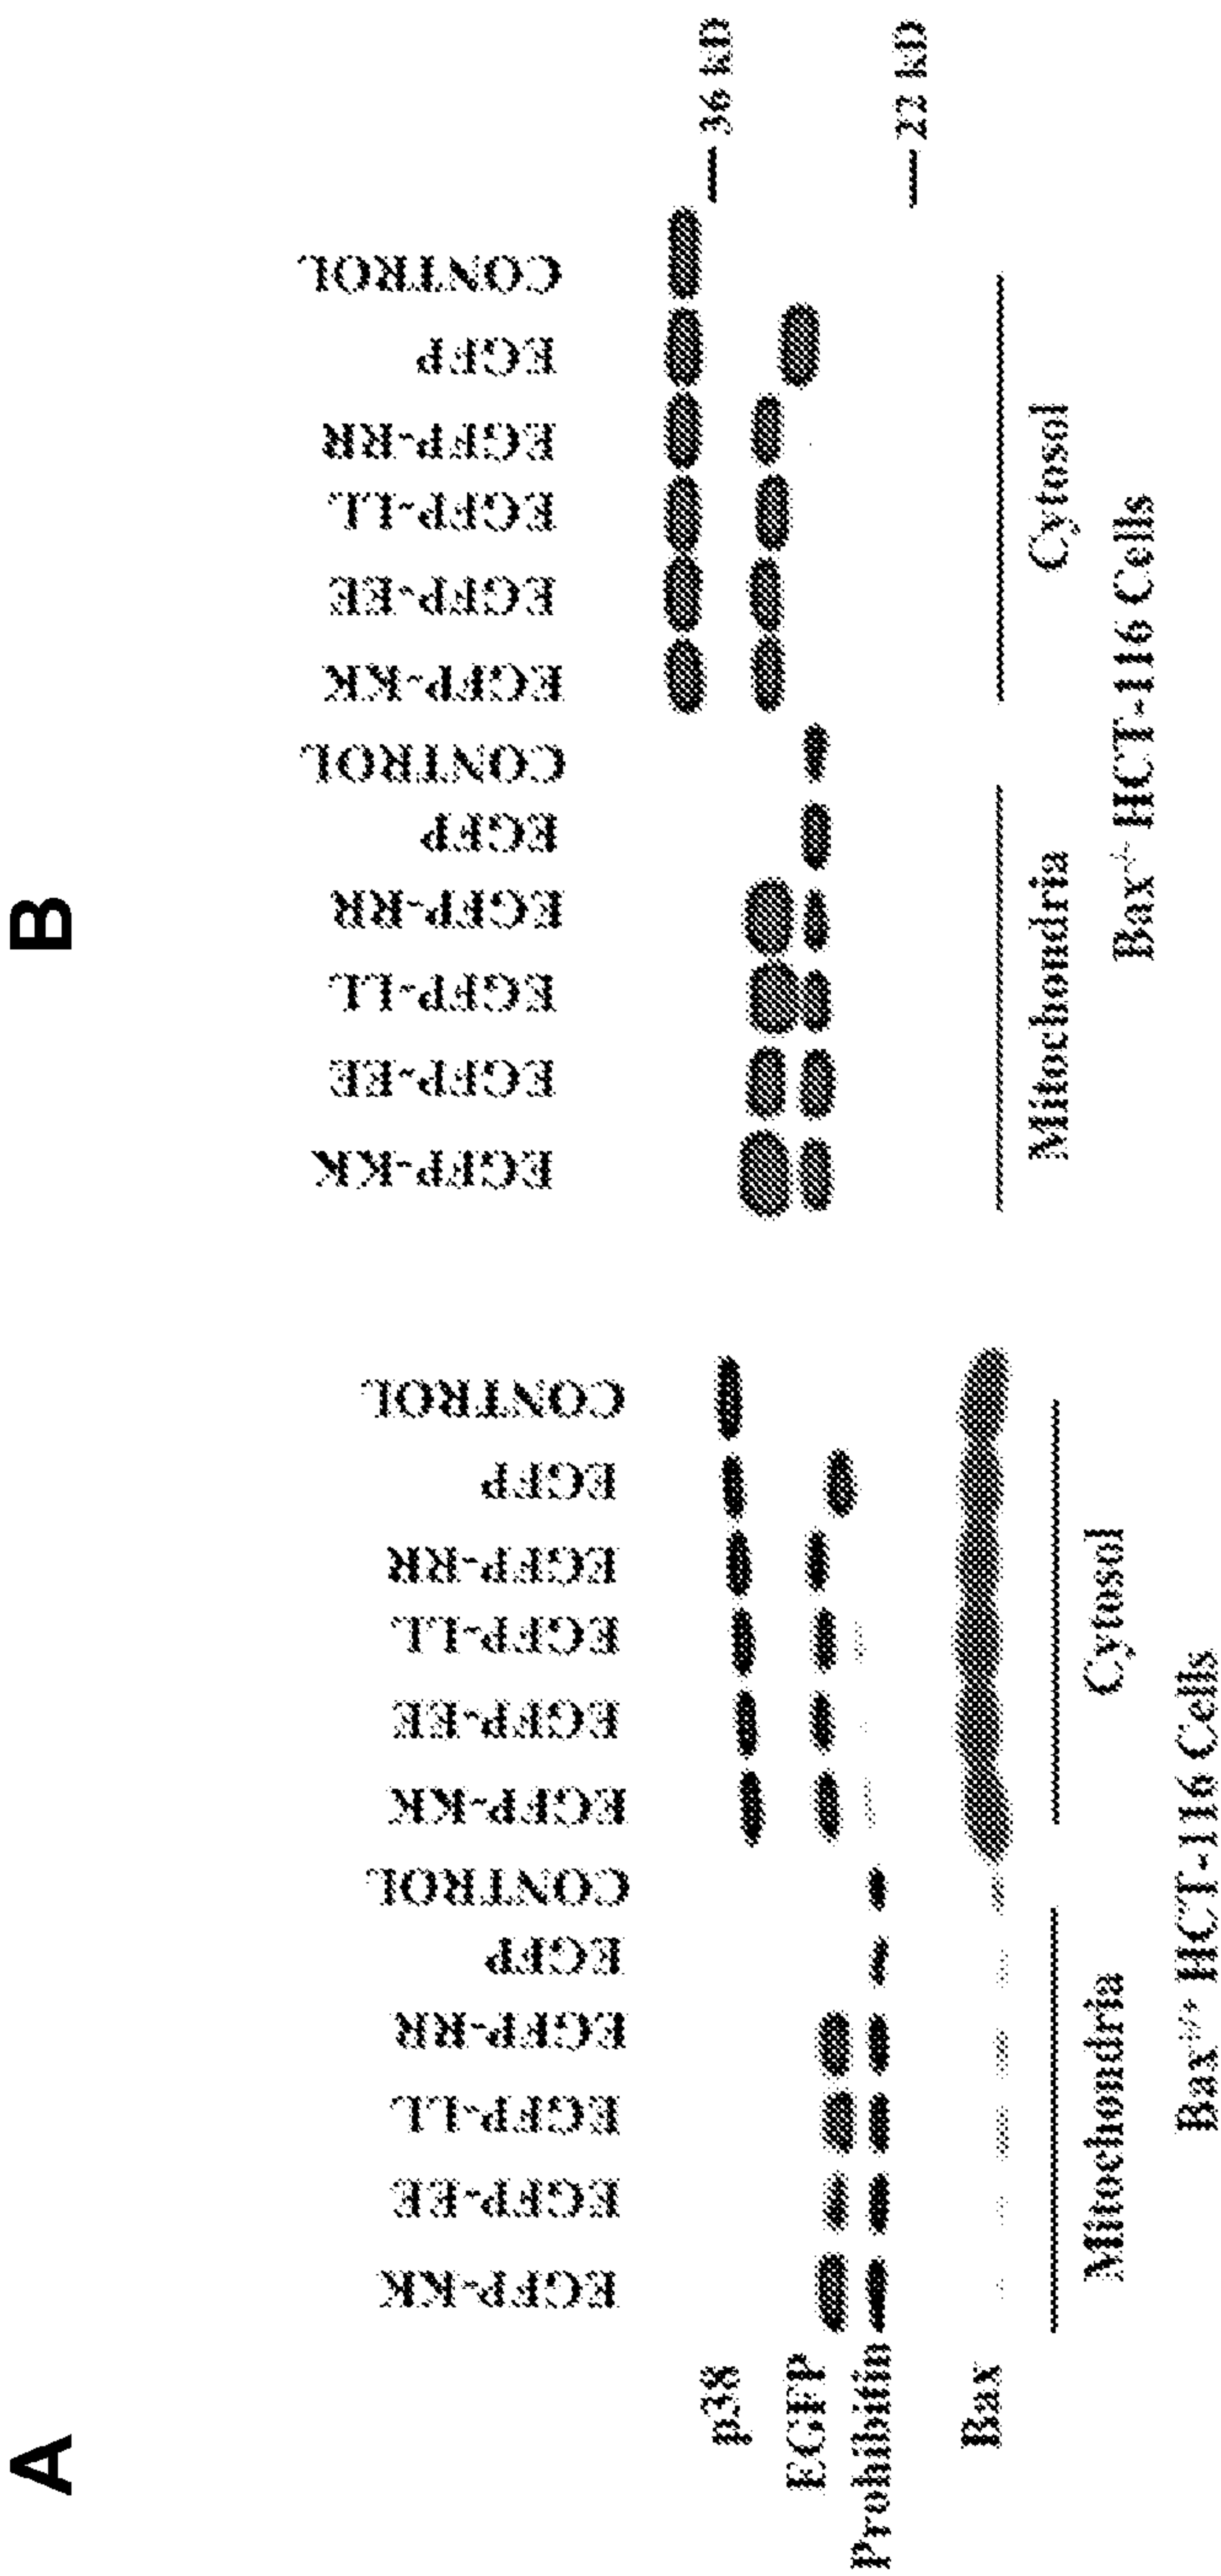 A
EGFP-KK
EGFP-EE
EGFP-LL
EGFP-RR
EGFP
CONTROL
EGFP-KK
EGFP-EE
EGFP-LL
EGFP-RR
EGFP
CONTROL
p38
EGFP
Prohibitin
Bax
Mitochondria
Cytosol
Bax+/+ HCT-116 Cells
B
EGFP-KK
EGFP-EE
EGFP-LL
EGFP-RR
EGFP
CONTROL
EGFP-KK
EGFP-EE
EGFP-LL
EGFP-RR
EGFP
CONTROL
36 kD
22 kD
Mitochondria
Cytosol
Bax-/- HCT-116 Cells